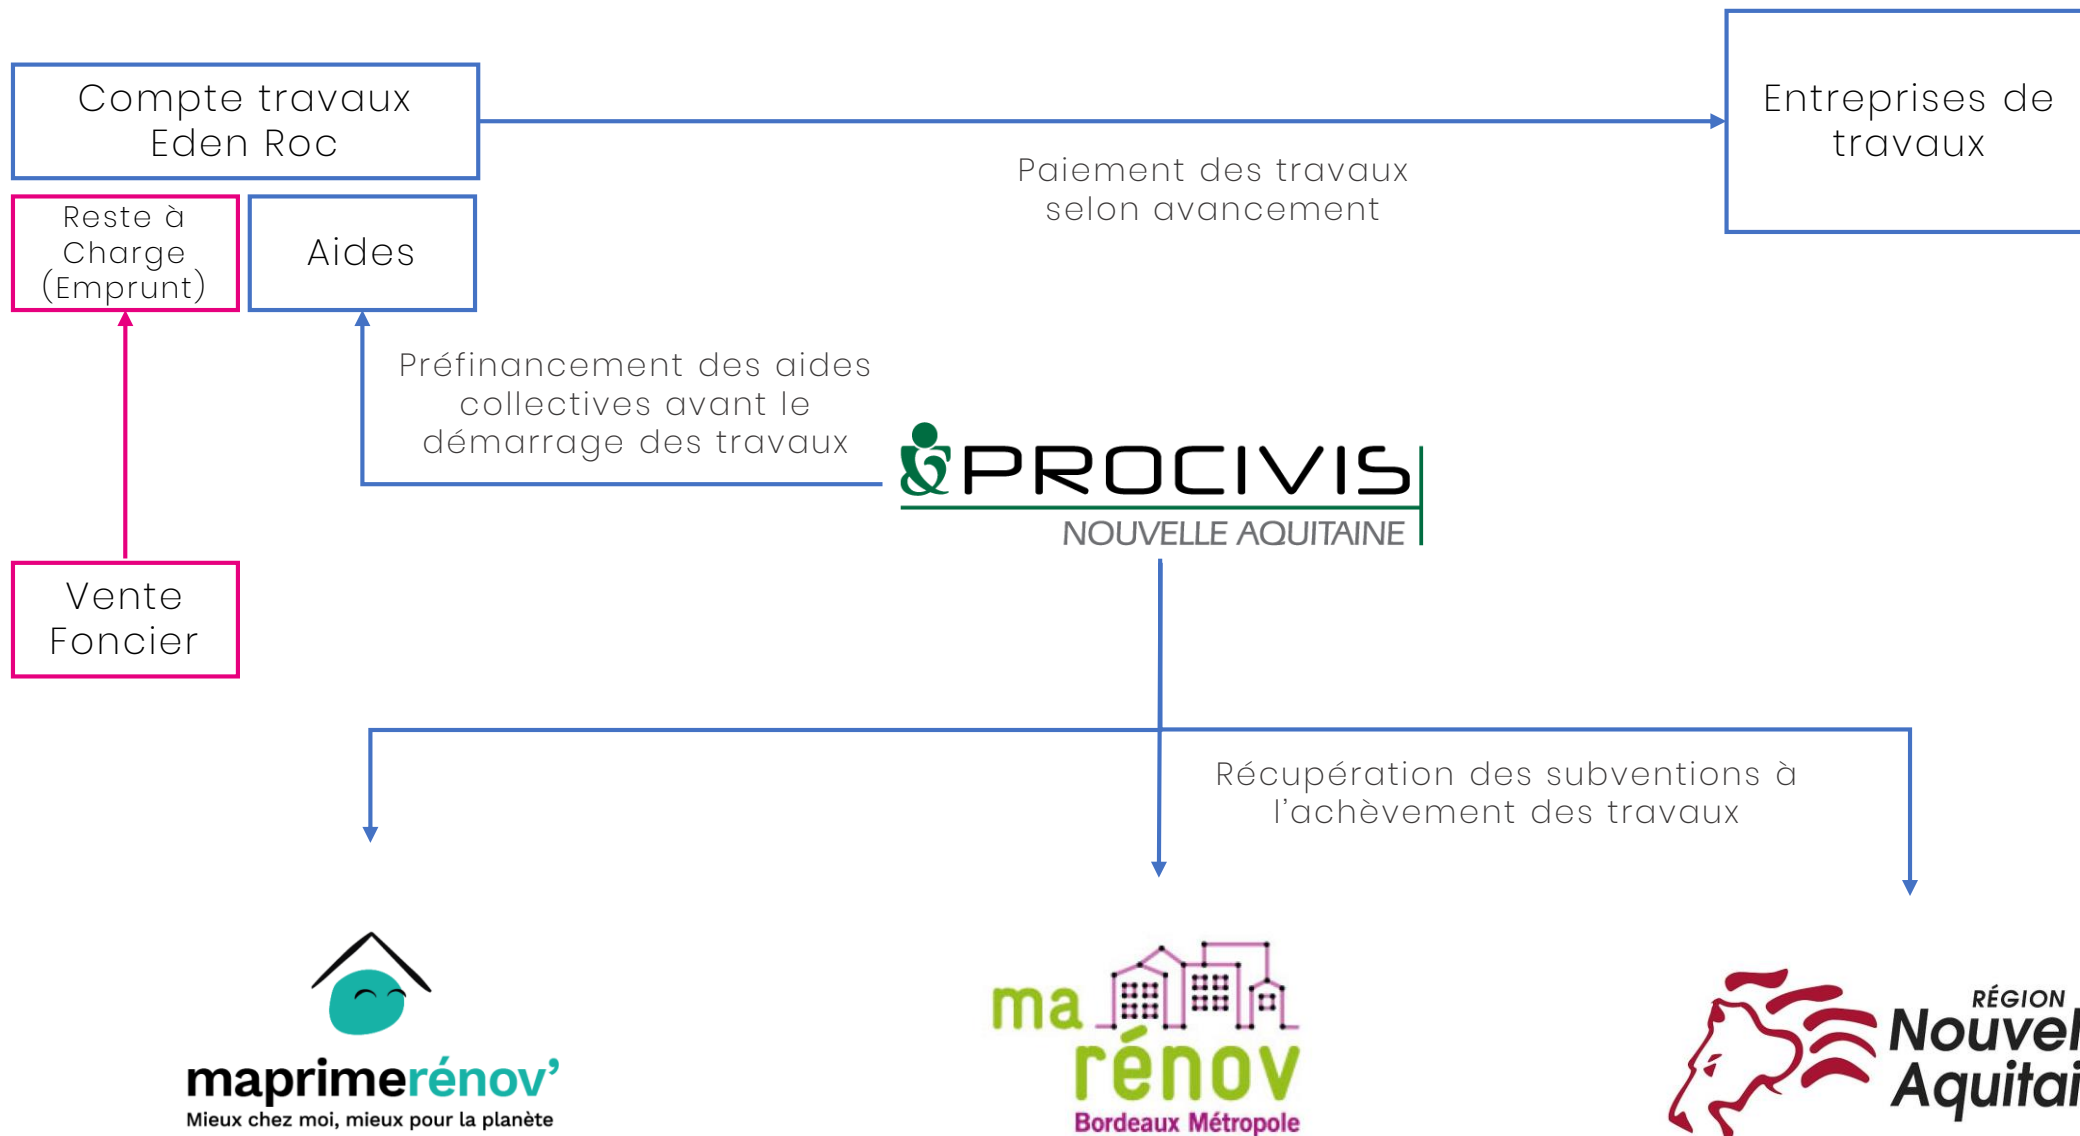 Compte travaux
Eden Roc
Entreprises de
travaux
Paiement des travaux
selon avancement
Reste à
Charge
(Emprunt)
Aides
Préfinancement des aides
collectives avant le
démarrage des travaux
PROCIVIS
NOUVELLE AQUITAINE
Vente
Foncier
Récupération des subventions à
l'achèvement des travaux
maprimerénov'
Mieux chez moi, mieux pour la planète
ma
rénov
Bordeaux Métropole
RÉGION
Nouvel
Aquitai